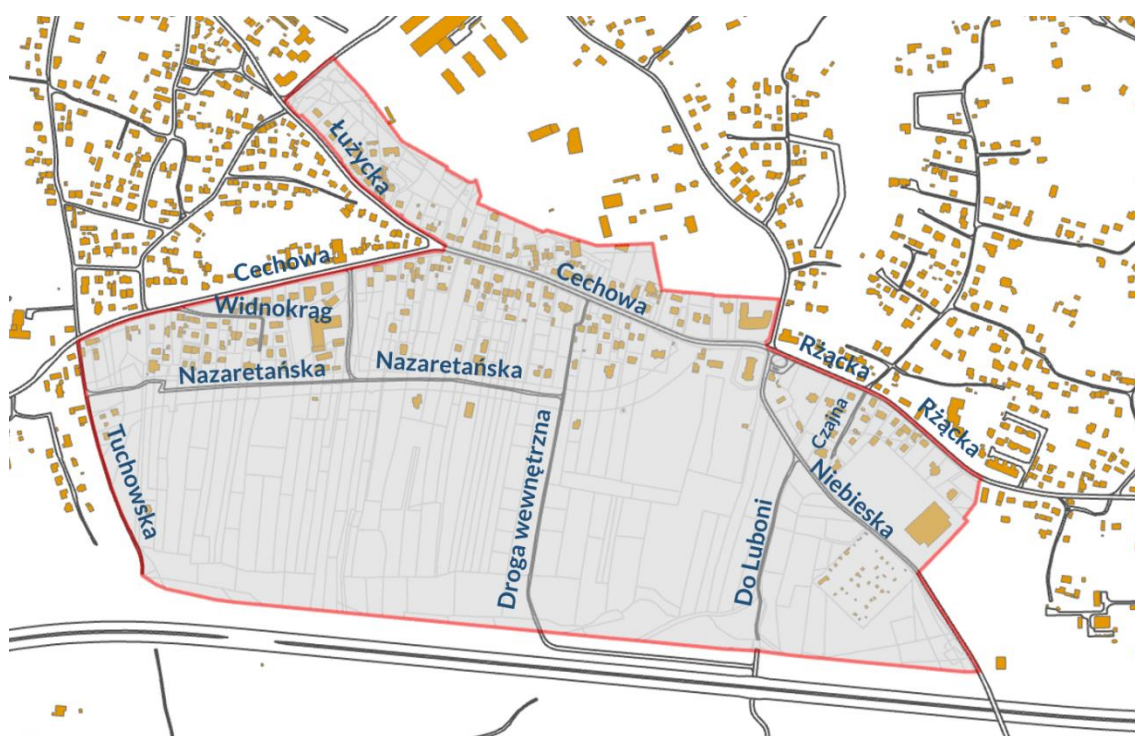 Łużycka
Cechowa
Cechowa
Widnokrąg
Nazaretańska
Nazaretańska
Rżącka
Rżącka
Czajna
Tuchowska
Droga wewnętrzna
Do Luboni
Niebieska